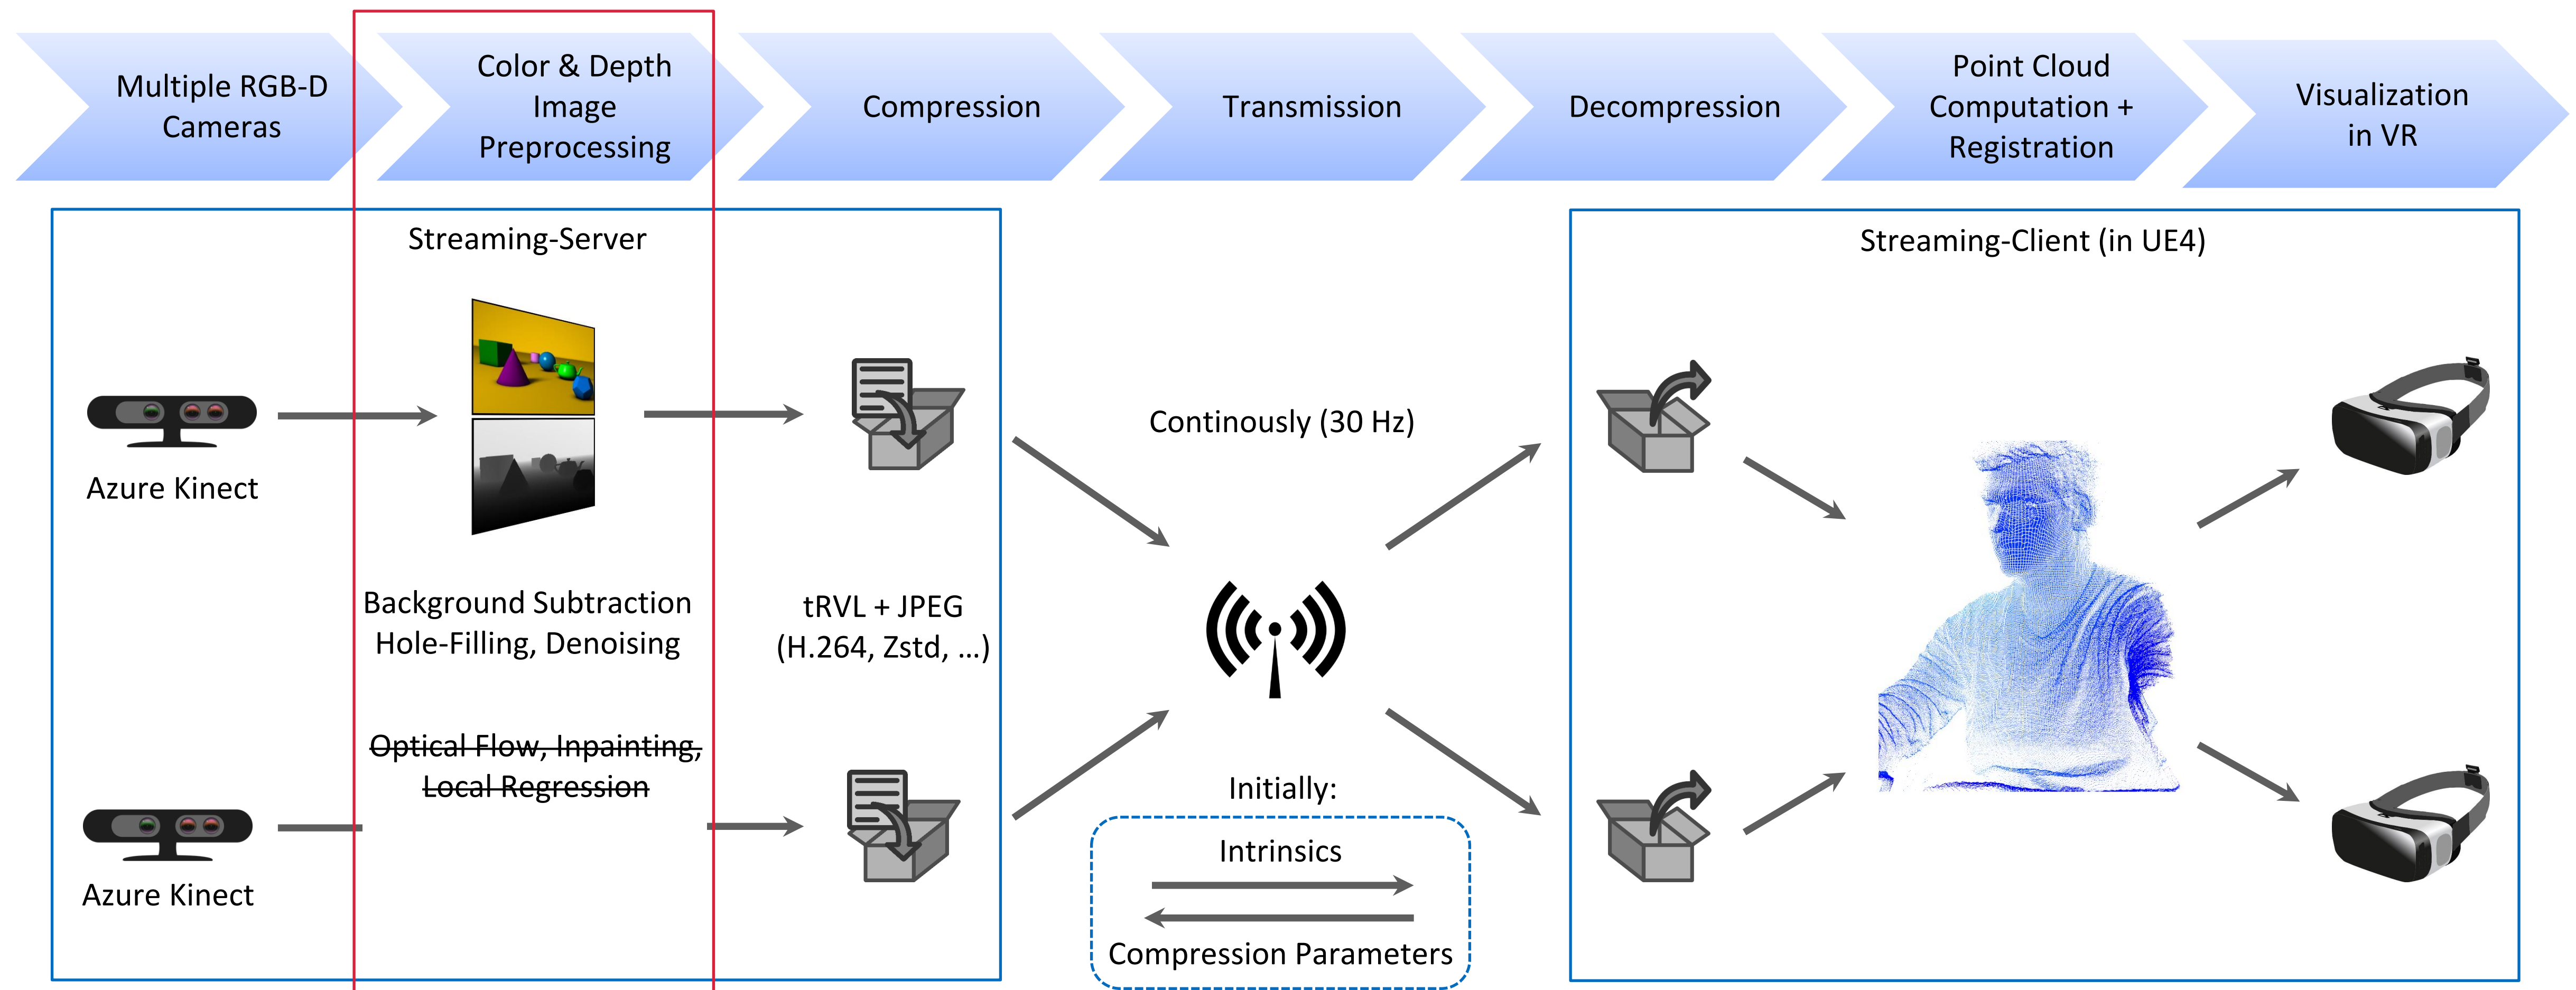 Multiple RGB-D
Cameras
Color & Depth
Image
Preprocessing
Compression
Transmission
Decompression
Point Cloud
Computation +
Registration
Visualization
in VR
Streaming-Server
Azure Kinect
Background Subtraction
Hole-Filling, Denoising
Optical Flow, Inpainting,
Local Regression
Azure Kinect
tRVL + JPEG
(H.264, Zstd, ...)
Continously (30 Hz)
Initially:
Intrinsics
Compression Parameters
Streaming-Client (in UE4)